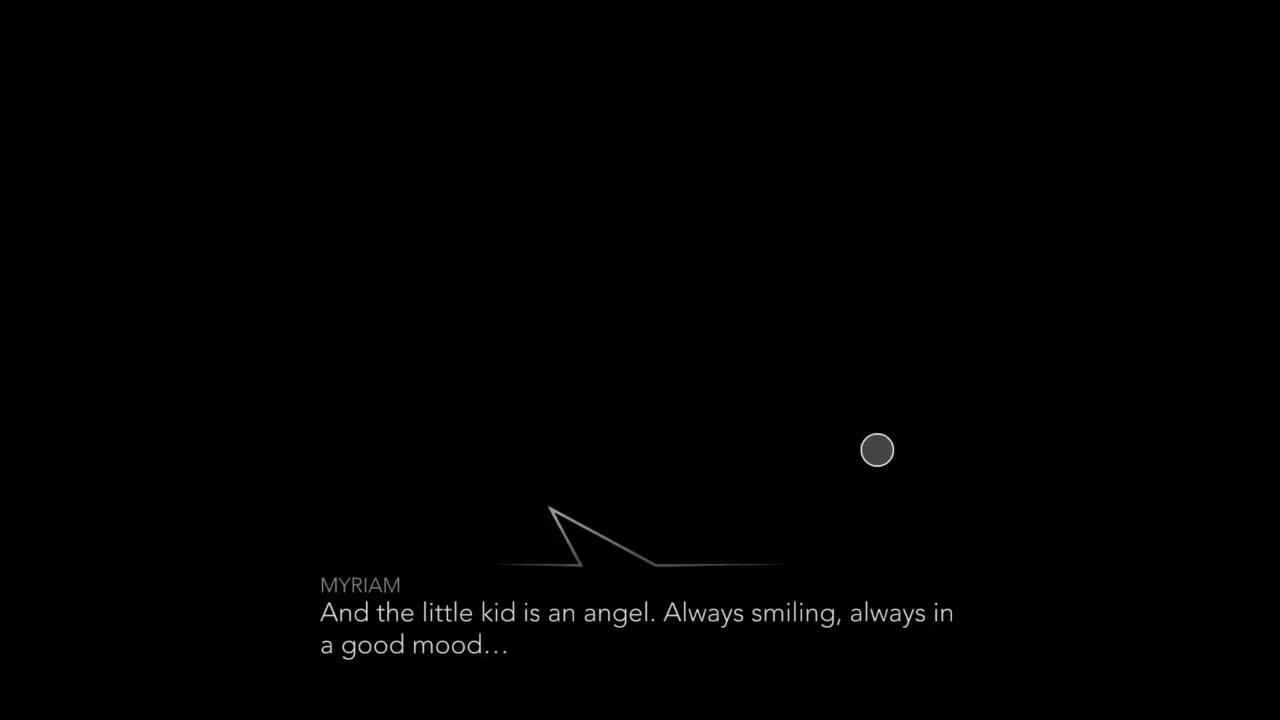 MYRIAM
And the little kid is an angel. Always smiling, always in
a good mood…